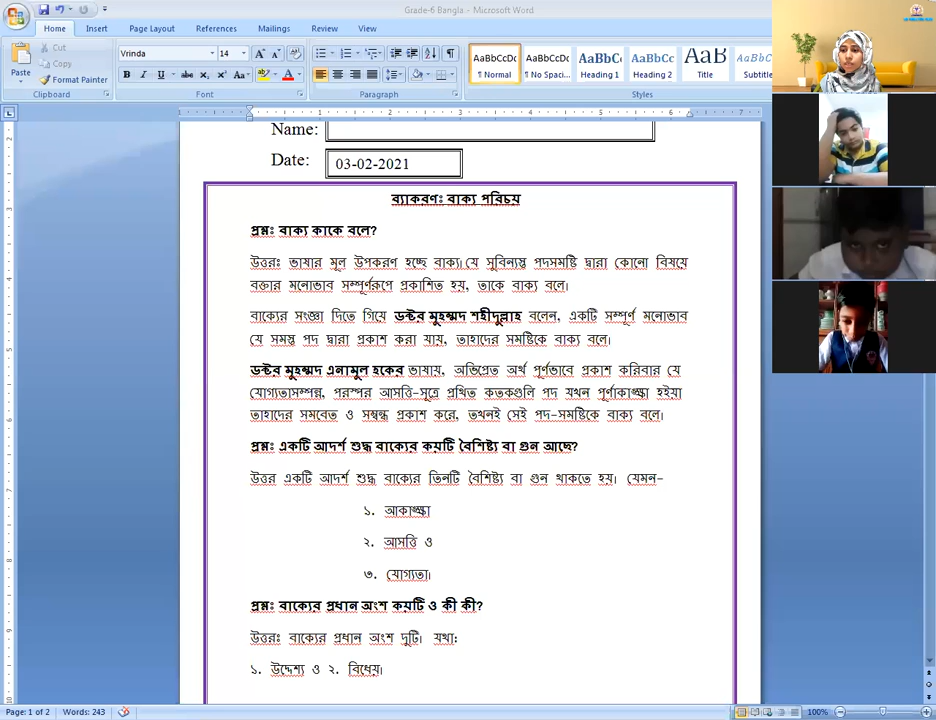 Grade-6 Bangla - Microsoft Word
Home Insert Page Layout References Mailings Review View
Cut
Copy
Format Painter
Paste
Clipboard
Vrinda 14
Font
Paragraph
AaBbCcDc AaBbCcDc AaBbC AaBbCc AaB AaBbCc
¶ Normal ¶ No Spaci... Heading 1 Heading 2 Title Subtitle
Styles
Name:
Date: 03-02-2021
ব্যাকরণঃ বাক্য পরিচয়
প্রশ্নঃ বাক্য কাকে বলে?
উত্তরঃ ভাষার মূল উপকরণ হচ্ছে বাক্য। যে সুবিন্যস্ত পদসমষ্টি দ্বারা কোনো বিষয়ে
বক্তার মনোভাব সম্পূর্ণরূপে প্রকাশিত হয়, তাকে বাক্য বলে।
বাক্যের সংজ্ঞা দিতে গিয়ে ডক্টর মুহম্মদ শহীদুল্লাহ বলেন, একটি সম্পূর্ণ মনোভাব
যে সমস্ত পদ দ্বারা প্রকাশ করা যায়, তাহাদের সমষ্টিকে বাক্য বলে।
ডক্টর মুহম্মদ এনামুল হকের ভাষায়, অভিপ্রেত অর্থ পূর্ণভাবে প্রকাশ করিবার যে
যোগ্যতাসম্পন্ন, পরস্পর আসত্তি-সূত্রে প্রথিত কতকগুলি পদ যখন পূর্ণাকাঙ্ক্ষা হইয়া
তাহাদের সমবেত ও সম্বন্ধ প্রকাশ করে, তখনই সেই পদ-সমষ্টিকে বাক্য বলে।
প্রশ্নঃ একটি আদর্শ শুদ্ধ বাক্যের কয়টি বৈশিষ্ট্য বা গুন আছে?
উত্তর একটি আদর্শ শুদ্ধ বাক্যের তিনটি বৈশিষ্ট্য বা গুন থাকতে হয়। যেমন-
১. আকাঙ্ক্ষা
২. আসত্তি ও
৩. যোগ্যতা।
প্রশ্নঃ বাক্যের প্রধান অংশ কয়টি ও কী কী?
উত্তরঃ বাক্যের প্রধান অংশ দুটি। যথা:
১. উদ্দেশ্য ও ২. বিধেয়।
Page: 1 of 2 Words: 243 100%